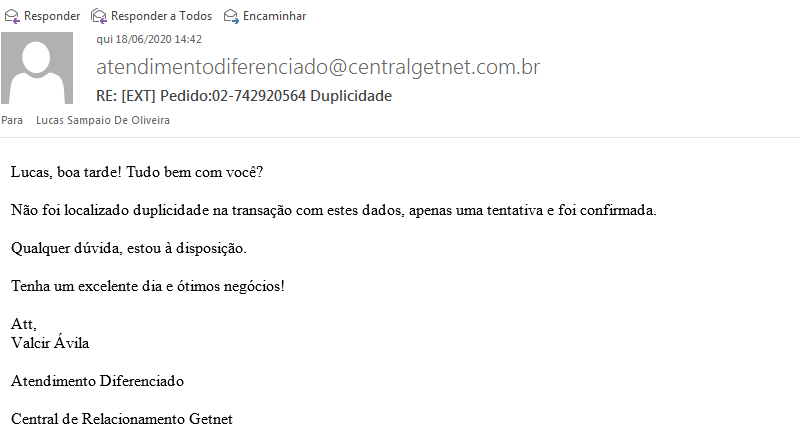 Responder Responder a Todos Encaminhar
qui 18/06/2020 14:42
atendimentodiferenciado@centralgetnet.com.br
RE: [EXT] Pedido:02-742920564 Duplicidade
Para Lucas Sampaio De Oliveira
Lucas, boa tarde! Tudo bem com você?
Não foi localizado duplicidade na transação com estes dados, apenas uma tentativa e foi confirmada.
Qualquer dúvida, estou à disposição.
Tenha um excelente dia e ótimos negócios!
Att,
Valcir Ávila
Atendimento Diferenciado
Central de Relacionamento Getnet